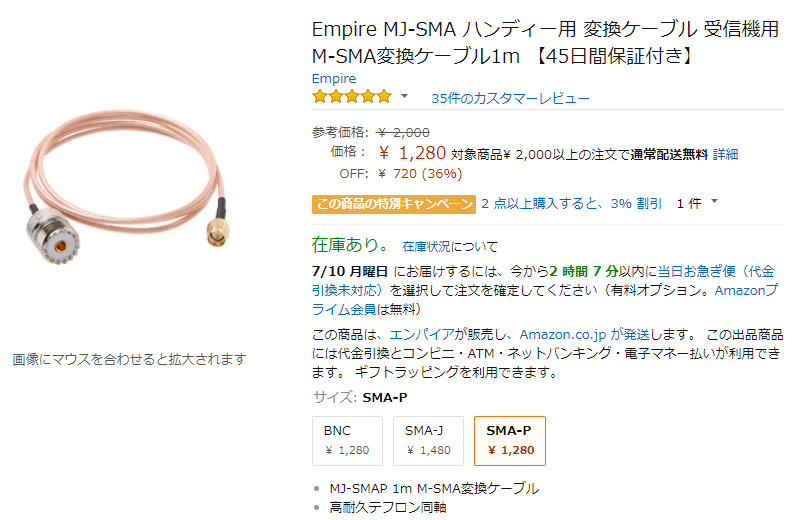 Empire MJ-SMA ハンディー用 変換ケーブル 受信機用
M-SMA変換ケーブル1m 【45日間保証付き】
Empire
35件のカスタマーレビュー
参考価格: ¥ 2,000
価格： ¥ 1,280 対象商品¥ 2,000以上の注文で通常配送無料 詳細
OFF: ¥ 720 (36%)
この商品の特別キャンペーン 2 点以上購入すると、3% 割引 1 件
在庫あり。 在庫状況について
7/10 月曜日 にお届けするには、今から2 時間 7 分以内に当日お急ぎ便（代金
引換未対応）を選択して注文を確定してください（有料オプション。Amazonプ
ライム会員は無料）
この商品は、エンパイアが販売し、Amazon.co.jp が発送します。 この出品商品
には代金引換とコンビニ・ATM・ネットバンキング・電子マネー払いが利用でき
ます。 ギフトラッピングを利用できます。
画像にマウスを合わせると拡大されます
サイズ: SMA-P
BNC SMA-J SMA-P
¥ 1,280 ¥ 1,480 ¥ 1,280
MJ-SMAP 1m M-SMA変換ケーブル
高耐久テフロン同軸